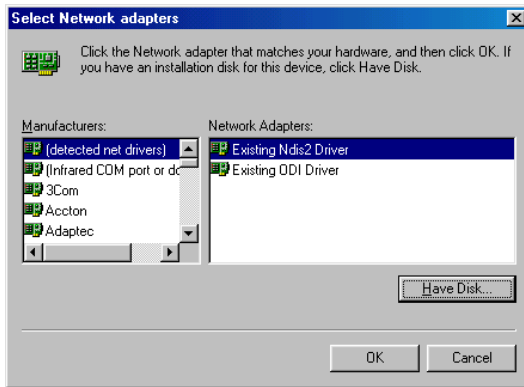 Select Network adapters
Click the Network adapter that matches your hardware, and then click OK. If
you have an installation disk for this device, click Have Disk.
Manufacturers:
(detected net drivers)
(Infrared COM port or do
3Com
Accton
Adaptec
Network Adapters:
Existing Ndis2 Driver
Existing ODI Driver
Have Disk...
OK
Cancel